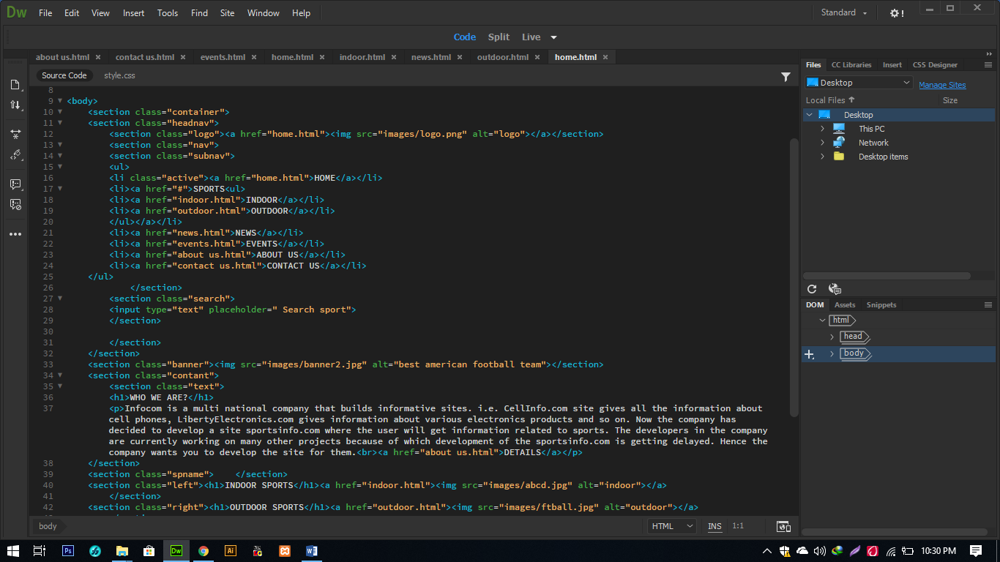 Dw File Edit View Insert Tools Find Site Window Help Standard
Code Split Live
about us.html contact us.html events.html home.html indoor.html news.html outdoor.html home.html
Source Code style.css
8
9 <body>
10 <section class="container">
11 <section class="headnav">
12 <section class="logo"><a href="home.html"><img src="images/logo.png" alt="logo"></a></section>
13 <section class="nav">
14 <section class="subnav">
15 <ul>
16 <li class="active"><a href="home.html">HOME</a></li>
17 <li><a href="#">SPORTS<ul>
18 <li><a href="indoor.html">INDOOR</a></li>
19 <li><a href="outdoor.html">OUTDOOR</a></li>
20 </ul></a></li>
21 <li><a href="news.html">NEWS</a></li>
22 <li><a href="events.html">EVENTS</a></li>
23 <li><a href="about us.html">ABOUT US</a></li>
24 <li><a href="contact us.html">CONTACT US</a></li>
25 </ul>
26 </section>
27 <section class="search">
28 <input type="text" placeholder=" Search sport">
29 </section>
30
31 </section>
32 </section>
33 <section class="banner"><img src="images/banner2.jpg" alt="best american football team"></section>
34 <section class="contant">
35 <section class="text">
36 <h1>WHO WE ARE?</h1>
37 <p>Infocom is a multi national company that builds informative sites. i.e. CellInfo.com site gives all the information about
cell phones, LibertyElectronics.com gives information about various electronics products and so on. Now the company has
decided to develop a site sportsinfo.com where the user will get information related to sports. The developers in the company
are currently working on many other projects because of which development of the sportsinfo.com is getting delayed. Hence the
company wants you to develop the site for them.<br><a href="about us.html">DETAILS</a></p>
38 </section>
39 <section class="spname"> </section>
40 <section class="left"><h1>INDOOR SPORTS</h1><a href="indoor.html"><img src="images/abcd.jpg" alt="indoor"></a>
41 </section>
42 <section class="right"><h1>OUTDOOR SPORTS</h1><a href="outdoor.html"><img src="images/ftball.jpg" alt="outdoor"></a>
body HTML INS 1:1
Files CC Libraries Insert CSS Designer
Desktop Manage Sites
Local Files Size
Desktop
This PC
Network
Desktop items
DOM Assets Snippets
html
head
body
Ps Dw Ai 10:30 PM